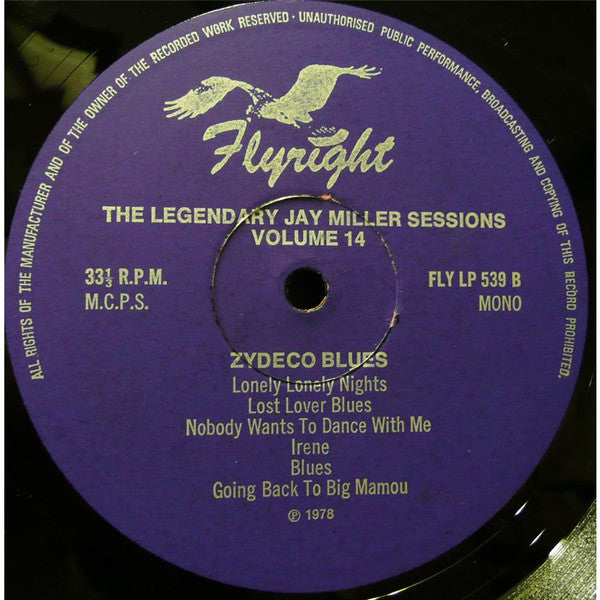 ALL RIGHTS OF THE MANUFACTURER AND OF THE OWNER OF THE RECORDED WORK RESERVED · UNAUTHORISED PUBLIC PERFORMANCE, BROADCASTING AND COPYING OF THIS RECORD PROHIBITED.
Flyright
THE LEGENDARY JAY MILLER SESSIONS
VOLUME 14
33⅓ R.P.M.
M.C.P.S.
FLY LP 539 B
MONO
ZYDECO BLUES
Lonely Lonely Nights
Lost Lover Blues
Nobody Wants To Dance With Me
Irene
Blues
Going Back To Big Mamou
℗ 1978